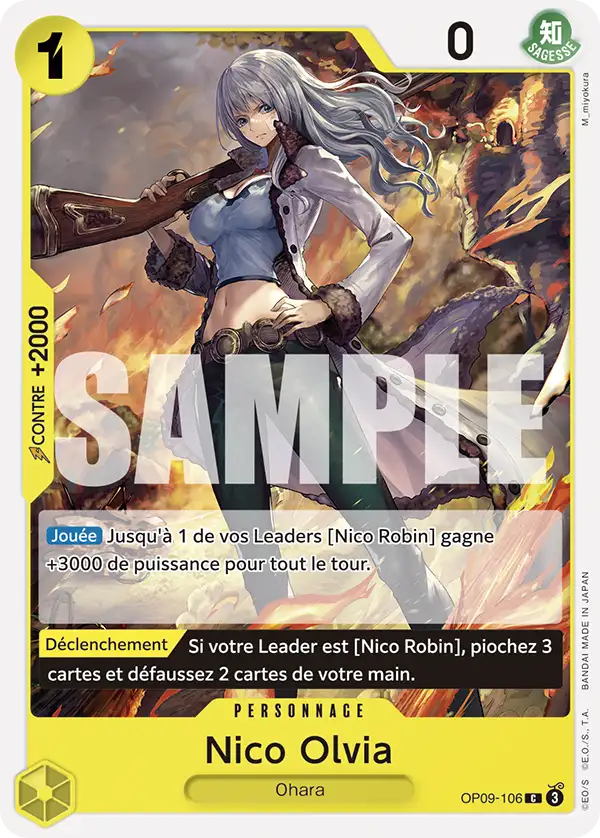 1
0
知
SAGESSE
M_miyokura
CONTRE +2000
SAMPLE
Jouée Jusqu'à 1 de vos Leaders [Nico Robin] gagne
+3000 de puissance pour tout le tour.
Déclenchement Si votre Leader est [Nico Robin], piochez 3
cartes et défaussez 2 cartes de votre main.
PERSONNAGE
Nico Olvia
Ohara
OP09-106 C 3
©EO/S ©E.O./S., T.A. BANDAI MADE IN JAPAN